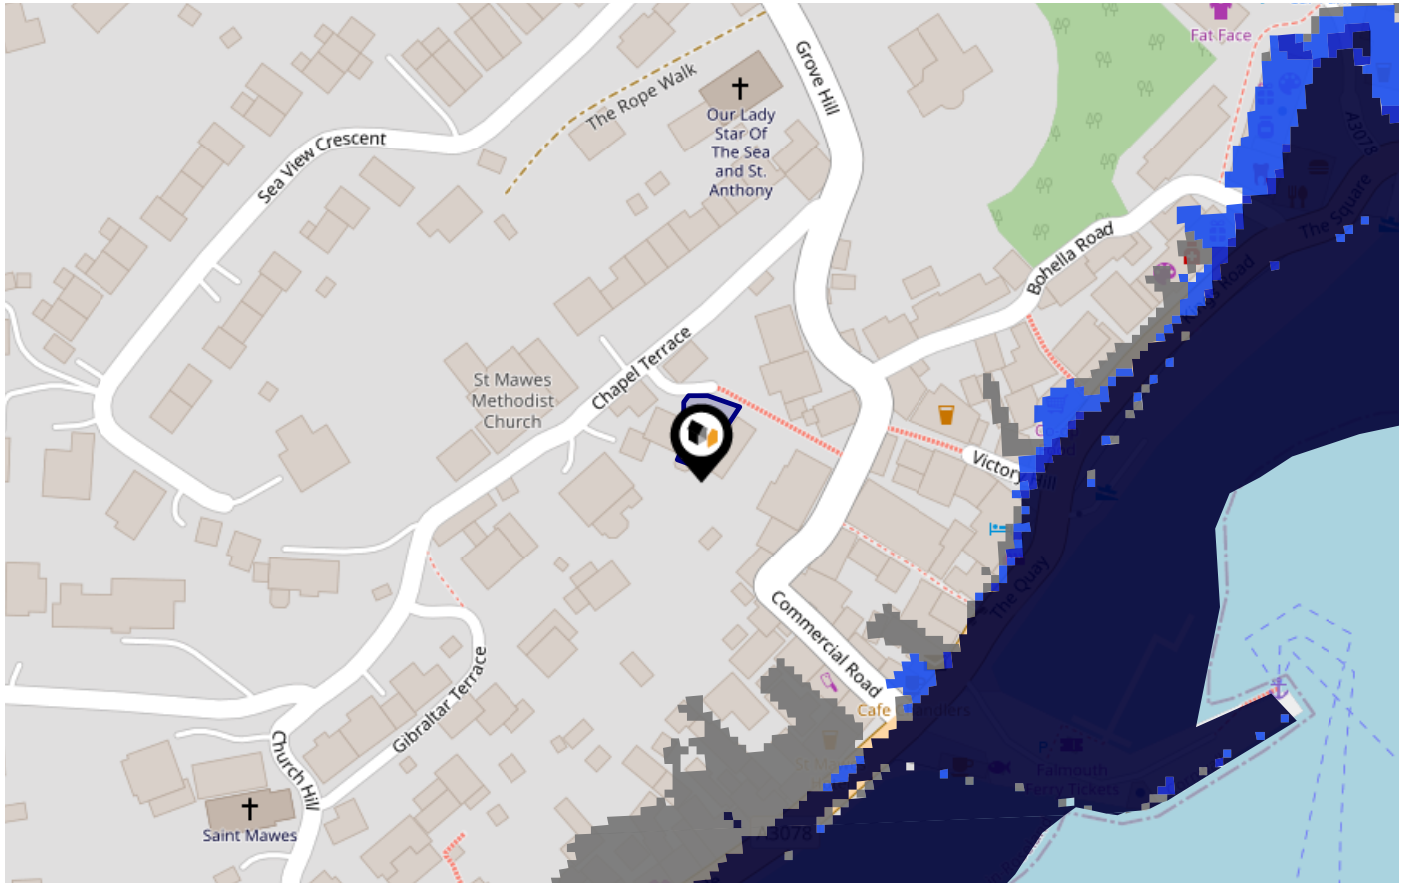 Fat Face
Grove Hill
The Rope Walk
Our Lady
Star Of
The Sea
and St.
Anthony
Sea View Crescent
A3078
The Square
Bohella Road
Kings Road
Chapel Terrace
St Mawes
Methodist
Church
Victory Hill
The Quay
Commercial Road
Gibraltar Terrace
Cafe Chandlers
P.
Falmouth
Ferry Tickets
Church Hill
Saint Mawes
A3078